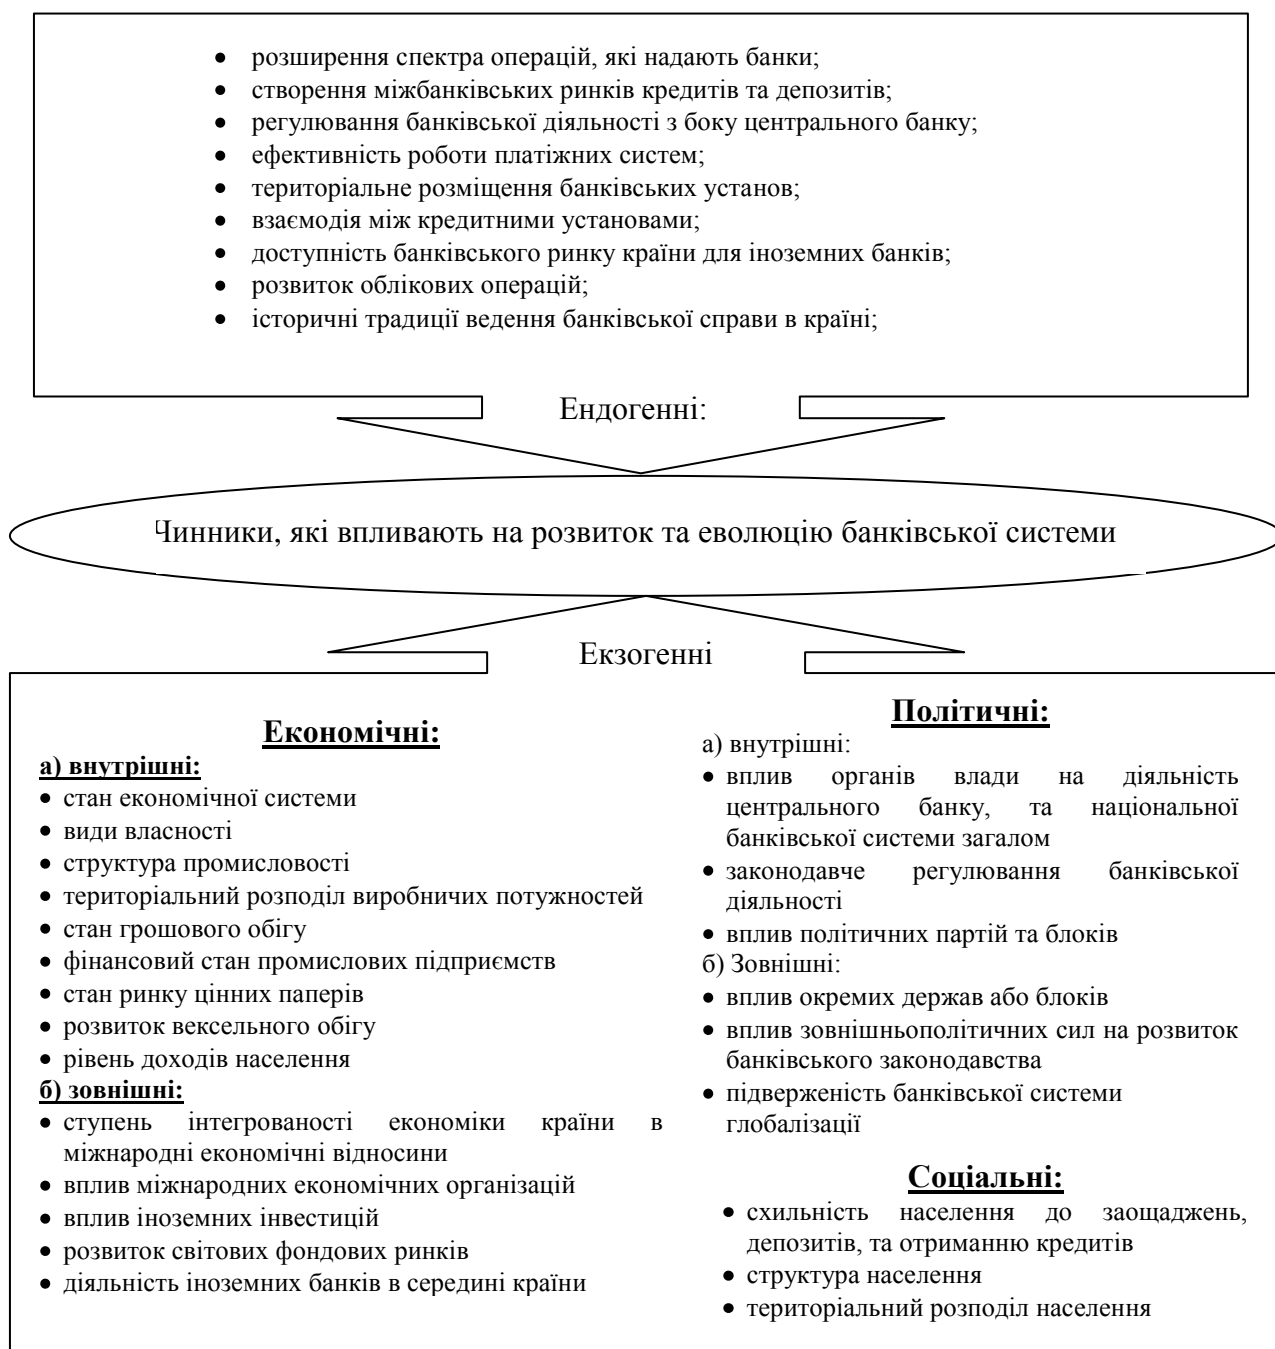 • розширення спектра операцій, які надають банки;
• створення міжбанківських ринків кредитів та депозитів;
• регулювання банківської діяльності з боку центрального банку;
• ефективність роботи платіжних систем;
• територіальне розміщення банківських установ;
• взаємодія між кредитними установами;
• доступність банківського ринку країни для іноземних банків;
• розвиток облікових операцій;
• історичні традиції ведення банківської справи в країні;
Ендогенні:
Чинники, які впливають на розвиток та еволюцію банківської системи
Екзогенні
Економічні:
а) внутрішні:
• стан економічної системи
• види власності
• структура промисловості
• територіальний розподіл виробничих потужностей
• стан грошового обігу
• фінансовий стан промислових підприємств
• стан ринку цінних паперів
• розвиток вексельного обігу
• рівень доходів населення
б) зовнішні:
• ступень інтегрованості економіки країни в
міжнародні економічні відносини
• вплив міжнародних економічних організацій
• вплив іноземних інвестицій
• розвиток світових фондових ринків
• діяльність іноземних банків в середині країни
Політичні:
а) внутрішні:
• вплив органів влади на діяльність
центрального банку, та національної
банківської системи загалом
• законодавче регулювання банківської
діяльності
• вплив політичних партій та блоків
б) Зовнішні:
• вплив окремих держав або блоків
• вплив зовнішньополітичних сил на розвиток
банківського законодавства
• підверженість банківської системи
глобалізації
Соціальні:
• схильність населення до заощаджень,
депозитів, та отриманню кредитів
• структура населення
• територіальний розподіл населення